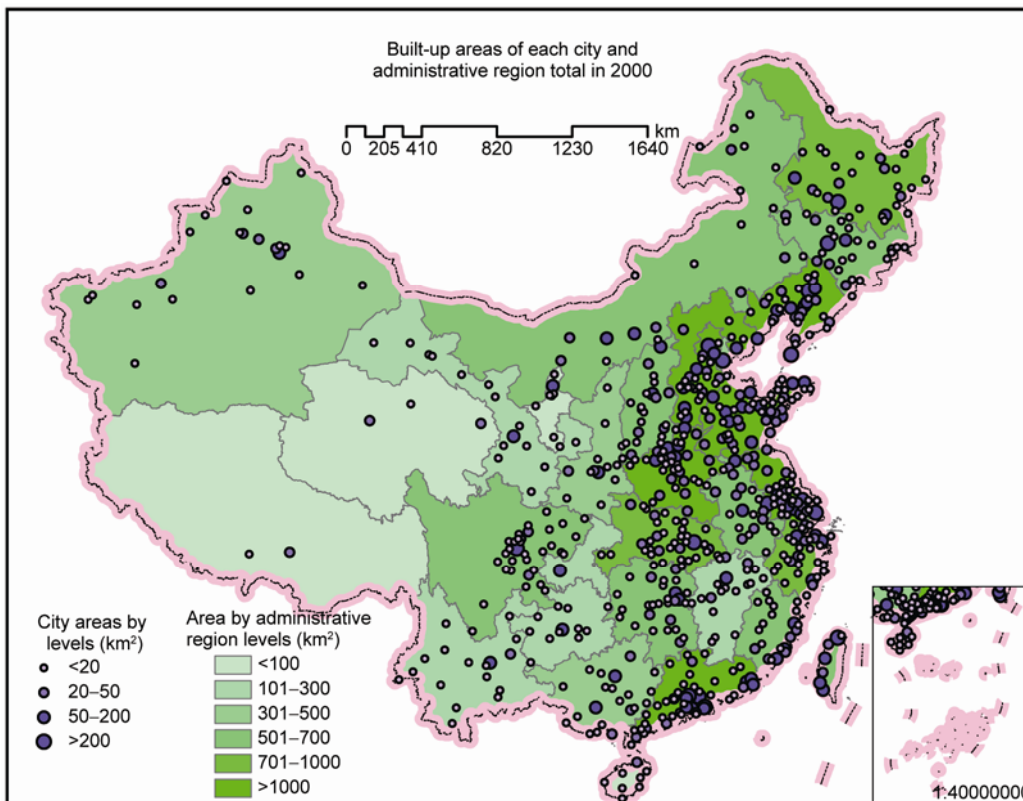 Built-up areas of each city and
administrative region total in 2000
km
0 205 410 820 1230 1640
City areas by
levels (km²)
<20
20–50
50–200
>200
Area by administrative
region levels (km²)
<100
101–300
301–500
501–700
701–1000
>1000
1:40000000